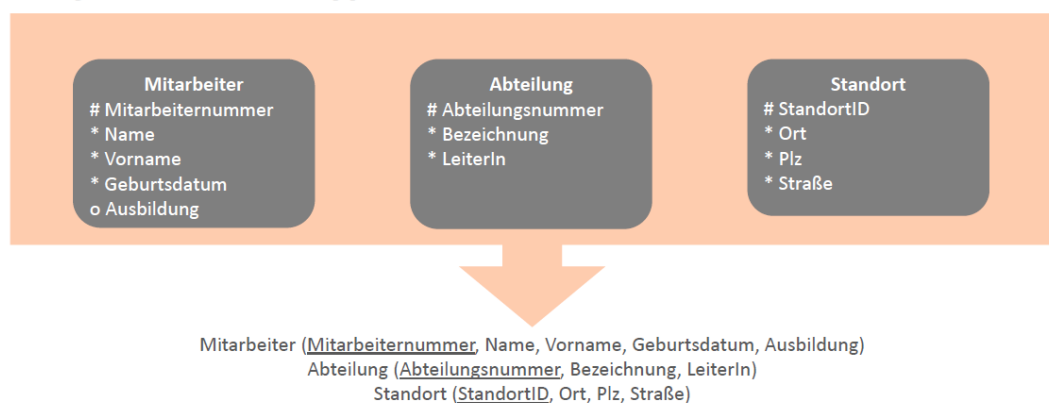 Mitarbeiter
# Mitarbeiternummer
* Name
* Vorname
* Geburtsdatum
o Ausbildung
Abteilung
# Abteilungsnummer
* Bezeichnung
* LeiterIn
Standort
# StandortID
* Ort
* Plz
* Straße
Mitarbeiter (Mitarbeiternummer, Name, Vorname, Geburtsdatum, Ausbildung)
Abteilung (Abteilungsnummer, Bezeichnung, LeiterIn)
Standort (StandortID, Ort, Plz, Straße)